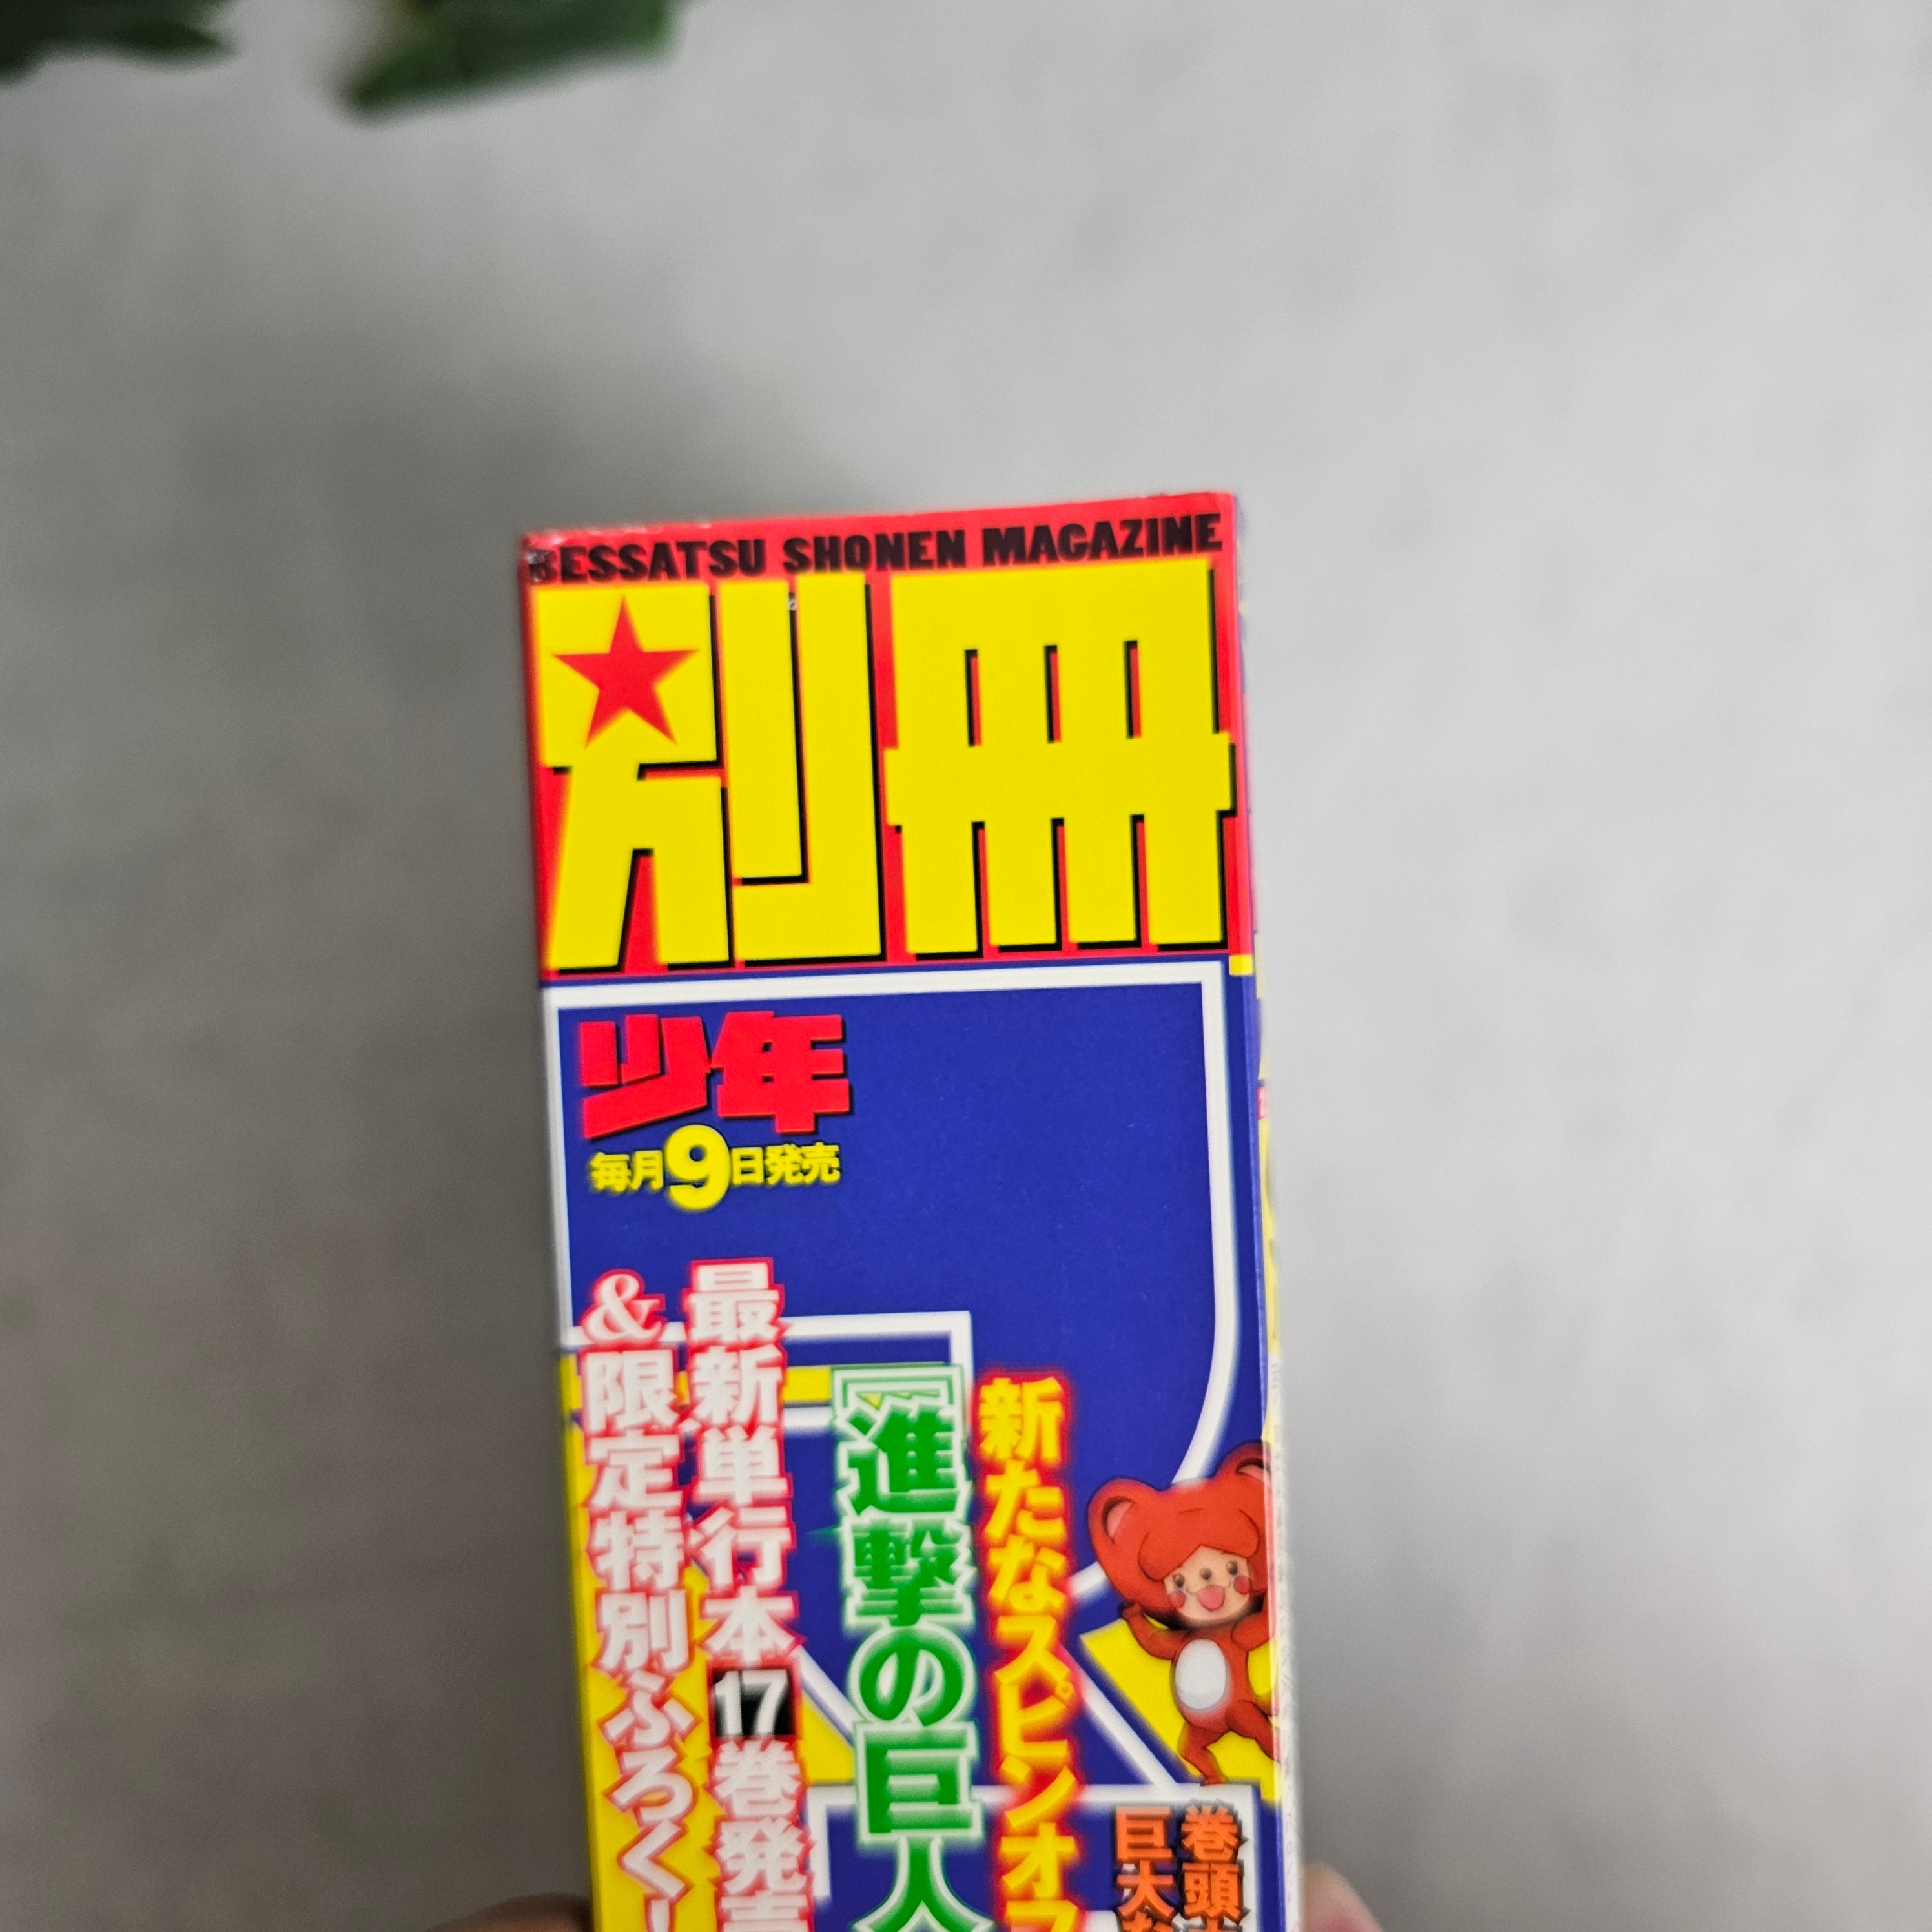 BESSATSU SHONEN MAGAZINE
別冊
少年
毎月9日発売
巻頭
巨大な
新たなスピンオフ
『進撃の巨人
最新単行本17巻発売
&限定特別ふろく!